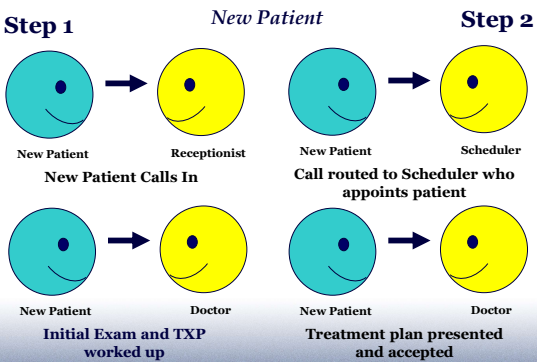 New Patient
Step 1
Step 2
New Patient
Receptionist
New Patient Calls In
New Patient
Scheduler
Call routed to Scheduler who
appoints patient
New Patient
Doctor
Initial Exam and TXP
worked up
New Patient
Doctor
Treatment plan presented
and accepted